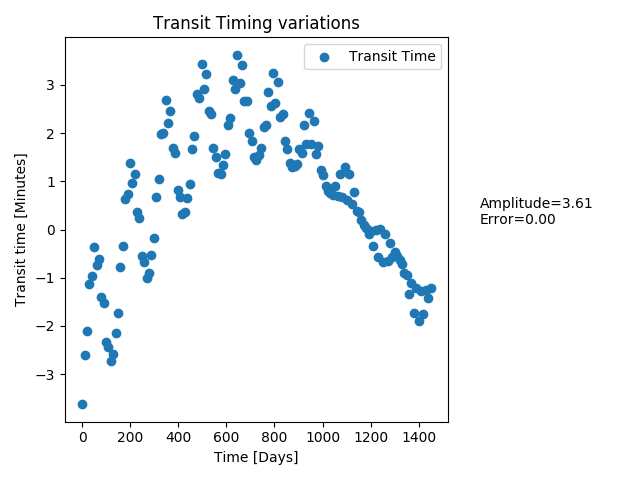 Transit Timing variations
Transit Time
3
2
1
0
−1
−2
−3
Transit time [Minutes]
Amplitude=3.61
Error=0.00
0 200 400 600 800 1000 1200 1400
Time [Days]